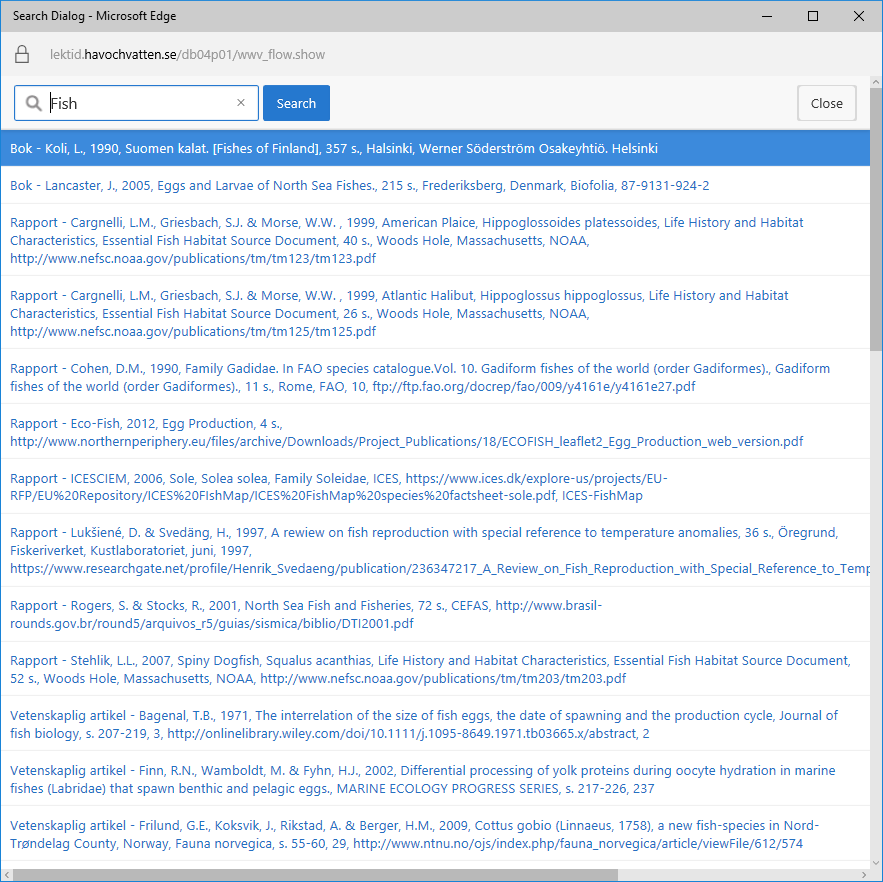 Search Dialog - Microsoft Edge
lektid.havochvatten.se/db04p01/wwv_flow.show
Fish
Search
Close
Bok - Koli, L., 1990, Suomen kalat. [Fishes of Finland], 357 s., Halsinki, Werner Söderström Osakeyhtiö. Helsinki
Bok - Lancaster, J., 2005, Eggs and Larvae of North Sea Fishes., 215 s., Frederiksberg, Denmark, Biofolia, 87-9131-924-2
Rapport - Cargnelli, L.M., Griesbach, S.J. & Morse, W.W. , 1999, American Plaice, Hippoglossoides platessoides, Life History and Habitat
Characteristics, Essential Fish Habitat Source Document, 40 s., Woods Hole, Massachusetts, NOAA,
http://www.nefsc.noaa.gov/publications/tm/tm123/tm123.pdf
Rapport - Cargnelli, L.M., Griesbach, S.J. & Morse, W.W. , 1999, Atlantic Halibut, Hippoglossus hippoglossus, Life History and Habitat
Characteristics, Essential Fish Habitat Source Document, 26 s., Woods Hole, Massachusetts, NOAA,
http://www.nefsc.noaa.gov/publications/tm/tm125/tm125.pdf
Rapport - Cohen, D.M., 1990, Family Gadidae. In FAO species catalogue.Vol. 10. Gadiform fishes of the world (order Gadiformes)., Gadiform
fishes of the world (order Gadiformes)., 11 s., Rome, FAO, 10, ftp://ftp.fao.org/docrep/fao/009/y4161e/y4161e27.pdf
Rapport - Eco-Fish, 2012, Egg Production, 4 s.,
http://www.northernperiphery.eu/files/archive/Downloads/Project_Publications/18/ECOFISH_leaflet2_Egg_Production_web_version.pdf
Rapport - ICESCIEM, 2006, Sole, Solea solea, Family Soleidae, ICES, https://www.ices.dk/explore-us/projects/EU-
RFP/EU%20Repository/ICES%20FIshMap/ICES%20FishMap%20species%20factsheet-sole.pdf, ICES-FishMap
Rapport - Lukšiené, D. & Svedäng, H., 1997, A rewiew on fish reproduction with special reference to temperature anomalies, 36 s., Öregrund,
Fiskeriverket, Kustlaboratoriet, juni, 1997,
https://www.researchgate.net/profile/Henrik_Svedaeng/publication/236347217_A_Review_on_Fish_Reproduction_with_Special_Reference_to_Temp
Rapport - Rogers, S. & Stocks, R., 2001, North Sea Fish and Fisheries, 72 s., CEFAS, http://www.brasil-
rounds.gov.br/round5/arquivos_r5/guias/sismica/biblio/DTI2001.pdf
Rapport - Stehlik, L.L., 2007, Spiny Dogfish, Squalus acanthias, Life History and Habitat Characteristics, Essential Fish Habitat Source Document,
52 s., Woods Hole, Massachusetts, NOAA, http://www.nefsc.noaa.gov/publications/tm/tm203/tm203.pdf
Vetenskaplig artikel - Bagenal, T.B., 1971, The interrelation of the size of fish eggs, the date of spawning and the production cycle, Journal of
fish biology, s. 207-219, 3, http://onlinelibrary.wiley.com/doi/10.1111/j.1095-8649.1971.tb03665.x/abstract, 2
Vetenskaplig artikel - Finn, R.N., Wamboldt, M. & Fyhn, H.J., 2002, Differential processing of yolk proteins during oocyte hydration in marine
fishes (Labridae) that spawn benthic and pelagic eggs., MARINE ECOLOGY PROGRESS SERIES, s. 217-226, 237
Vetenskaplig artikel - Frilund, G.E., Koksvik, J., Rikstad, A. & Berger, H.M., 2009, Cottus gobio (Linnaeus, 1758), a new fish-species in Nord-
Trøndelag County, Norway, Fauna norvegica, s. 55-60, 29, http://www.ntnu.no/ojs/index.php/fauna_norvegica/article/viewFile/612/574